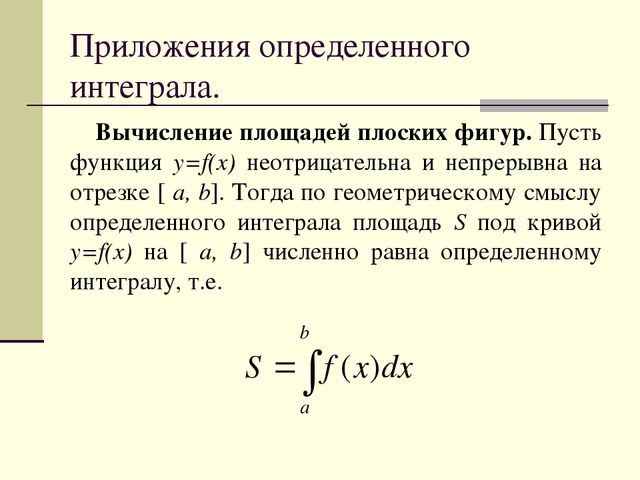 Приложения определенного
интеграла.
Вычисление площадей плоских фигур. Пусть
функция y=f(x) неотрицательна и непрерывна на
отрезке [ a, b]. Тогда по геометрическому смыслу
определенного интеграла площадь S под кривой
y=f(x) на [ a, b] численно равна определенному
интегралу, т.е.
b
S = ∫ f (x)dx
a